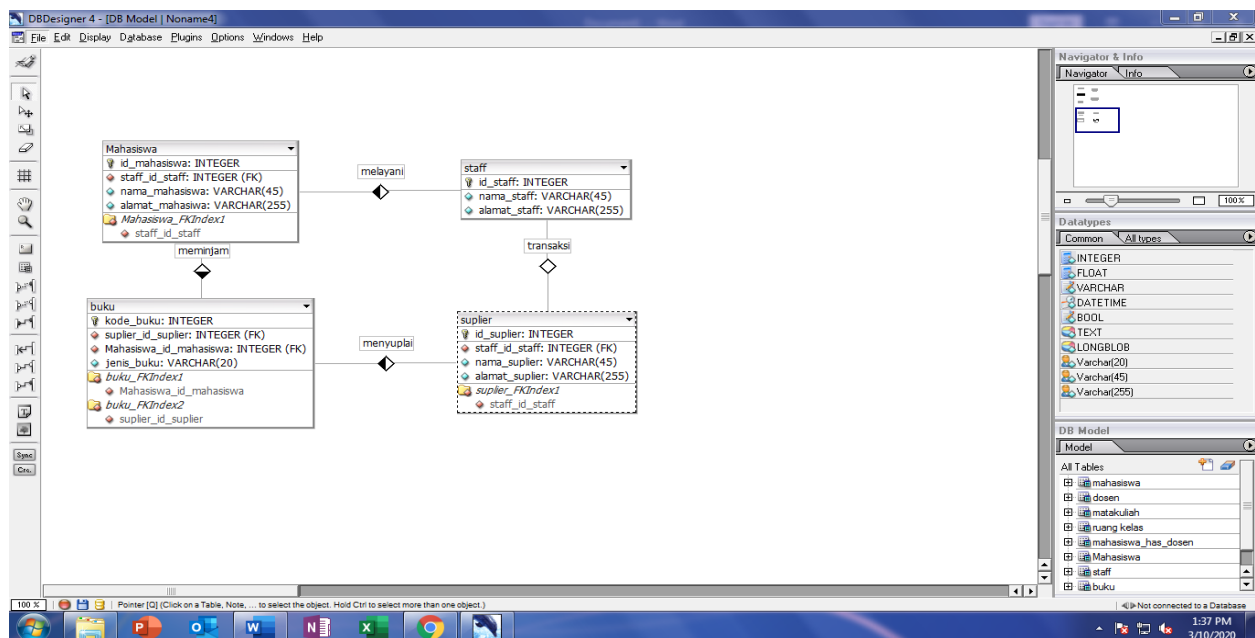 DBDesigner 4 - [DB Model | Noname4]
File Edit Display Database Plugins Options Windows Help
Mahasiswa
id_mahasiswa: INTEGER
staff_id_staff: INTEGER (FK)
nama_mahasiswa: VARCHAR(45)
alamat_mahasiwa: VARCHAR(255)
Mahasiswa_FKIndex1
staff_id_staff
melayani
staff
id_staff: INTEGER
nama_staff: VARCHAR(45)
alamat_staff: VARCHAR(255)
meminjam
transaksi
buku
kode_buku: INTEGER
suplier_id_suplier: INTEGER (FK)
Mahasiswa_id_mahasiswa: INTEGER (FK)
jenis_buku: VARCHAR(20)
buku_FKIndex1
Mahasiswa_id_mahasiswa
buku_FKIndex2
suplier_id_suplier
menyuplai
suplier
id_suplier: INTEGER
staff_id_staff: INTEGER (FK)
nama_suplier: VARCHAR(45)
alamat_suplier: VARCHAR(255)
suplier_FKIndex1
staff_id_staff
Navigator & Info
Navigator Info
100%
Datatypes
Common All types
INTEGER
FLOAT
VARCHAR
DATETIME
BOOL
TEXT
LONGBLOB
Varchar(20)
Varchar(45)
Varchar(255)
DB Model
Model
All Tables
mahasiswa
dosen
matakuliah
ruang kelas
mahasiswa_has_dosen
Mahasiswa
staff
buku
Sync
Cre.
100 % Pointer [Q] (Click on a Table, Note, ... to select the object. Hold Ctrl to select more than one object.) Not connected to a Database
1:37 PM
3/10/2020